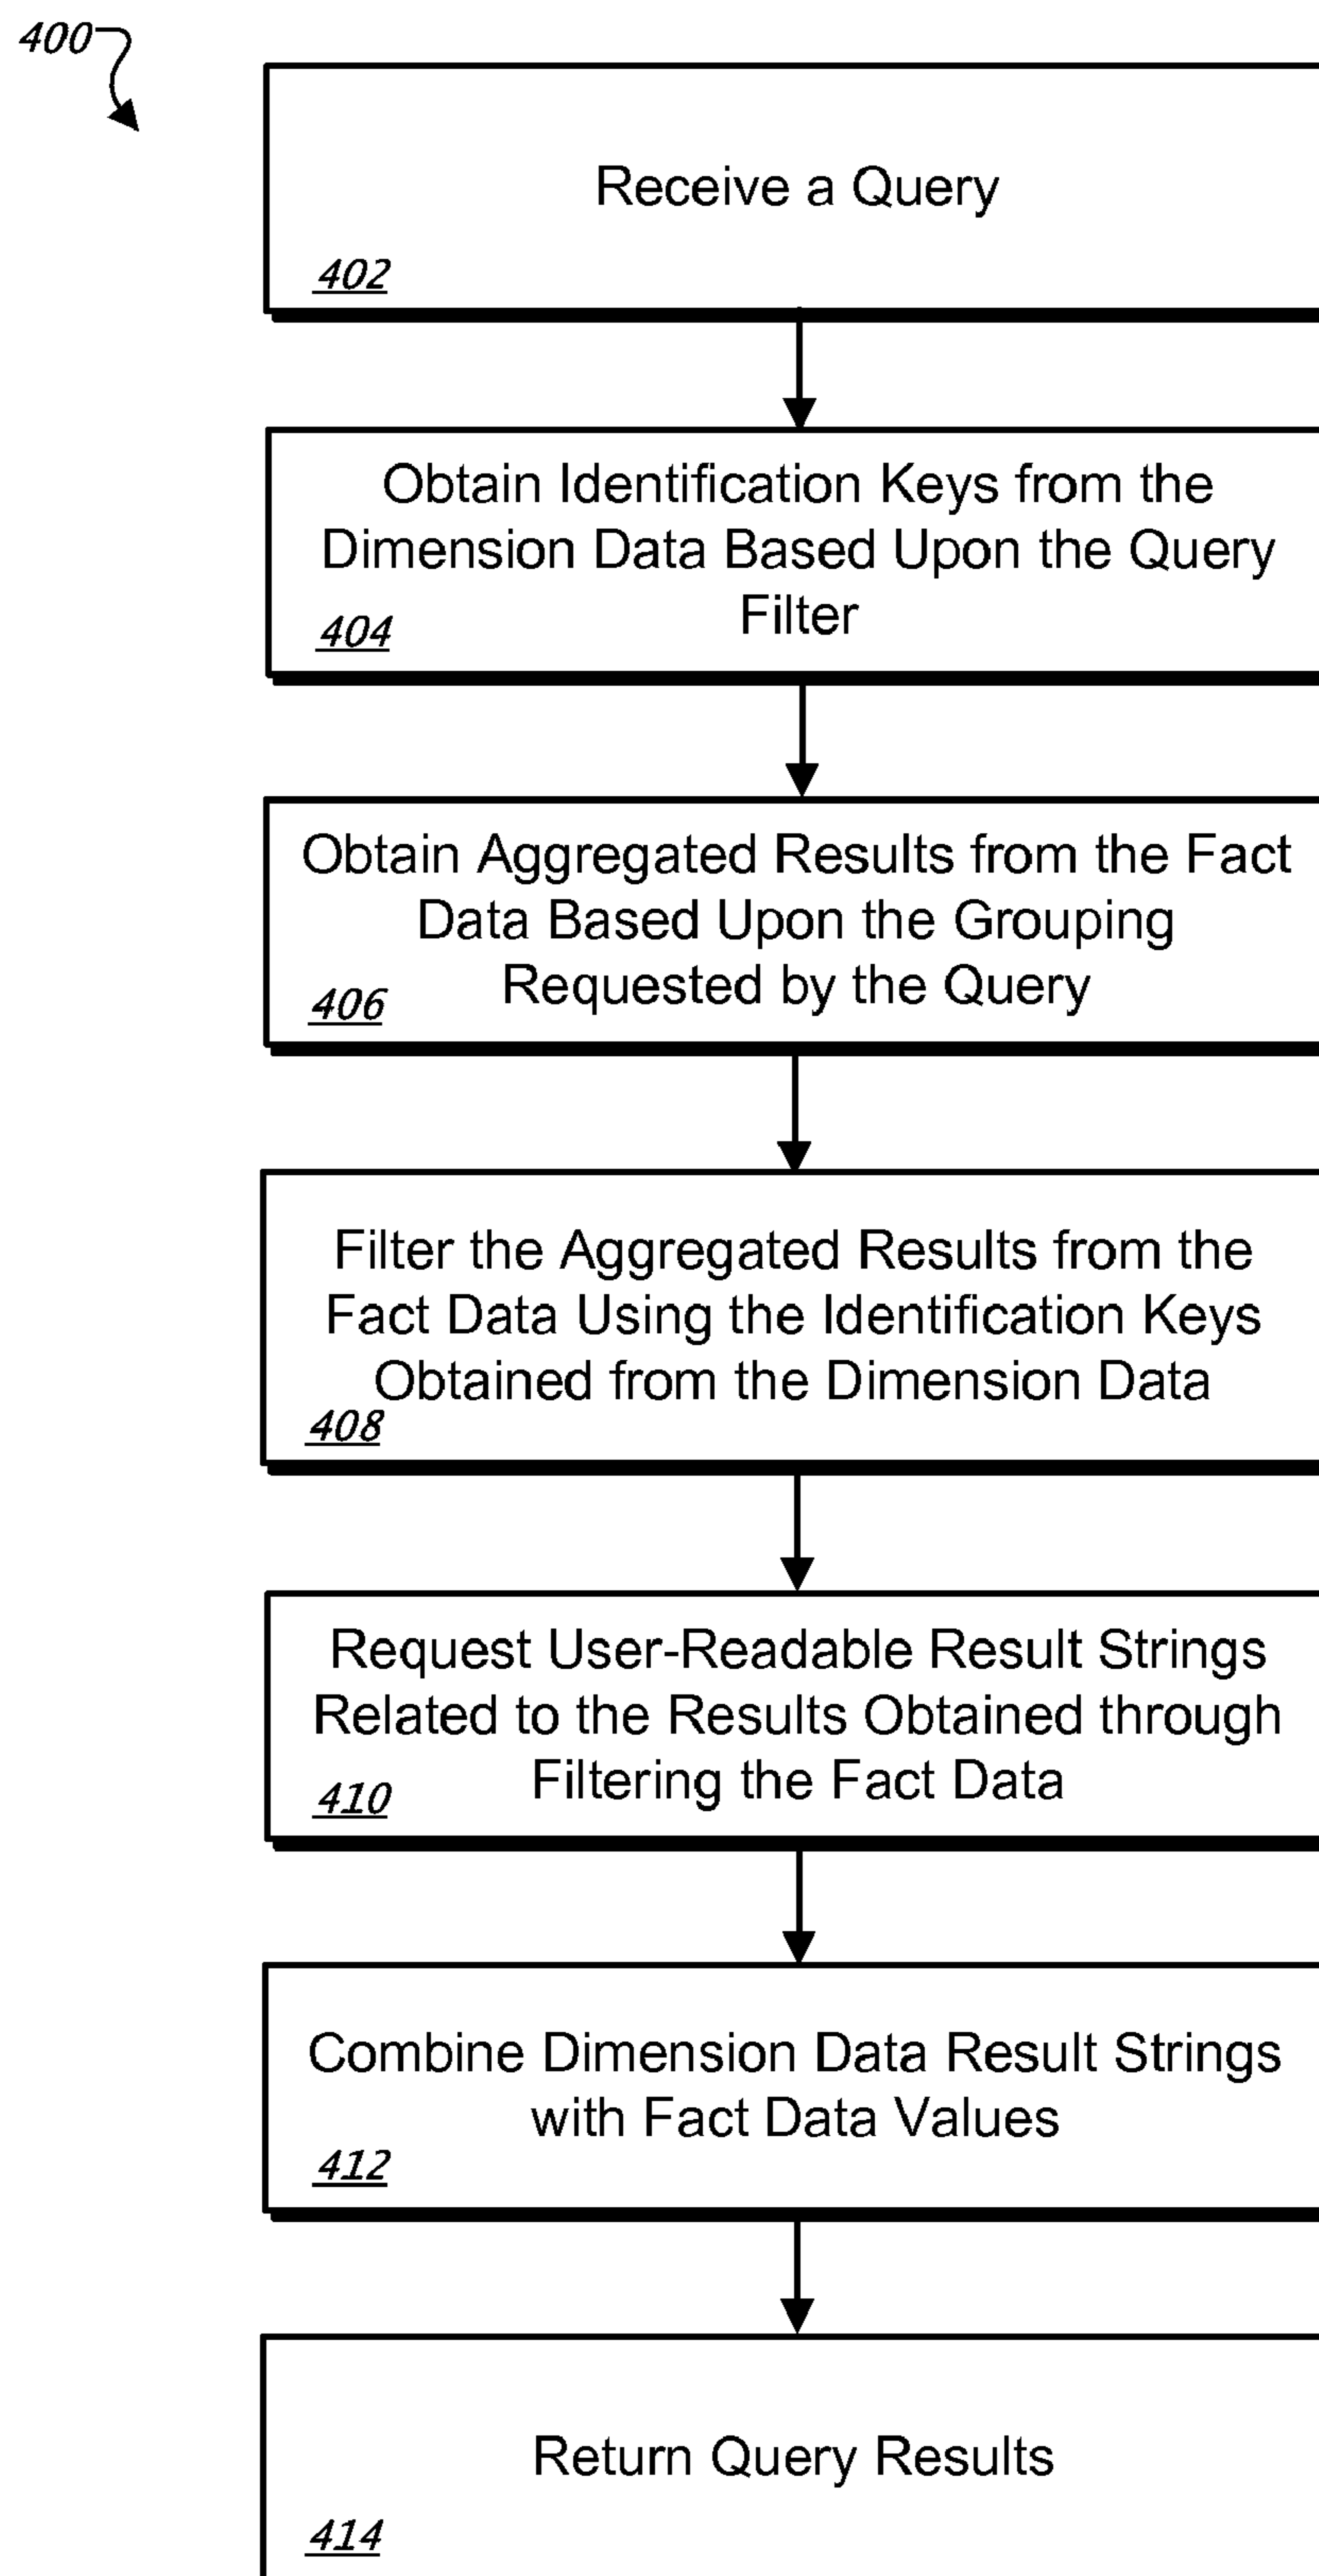 400
Receive a Query
402
Obtain Identification Keys from the
Dimension Data Based Upon the Query
Filter
404
Obtain Aggregated Results from the Fact
Data Based Upon the Grouping
Requested by the Query
406
Filter the Aggregated Results from the
Fact Data Using the Identification Keys
Obtained from the Dimension Data
408
Request User-Readable Result Strings
Related to the Results Obtained through
Filtering the Fact Data
410
Combine Dimension Data Result Strings
with Fact Data Values
412
Return Query Results
414